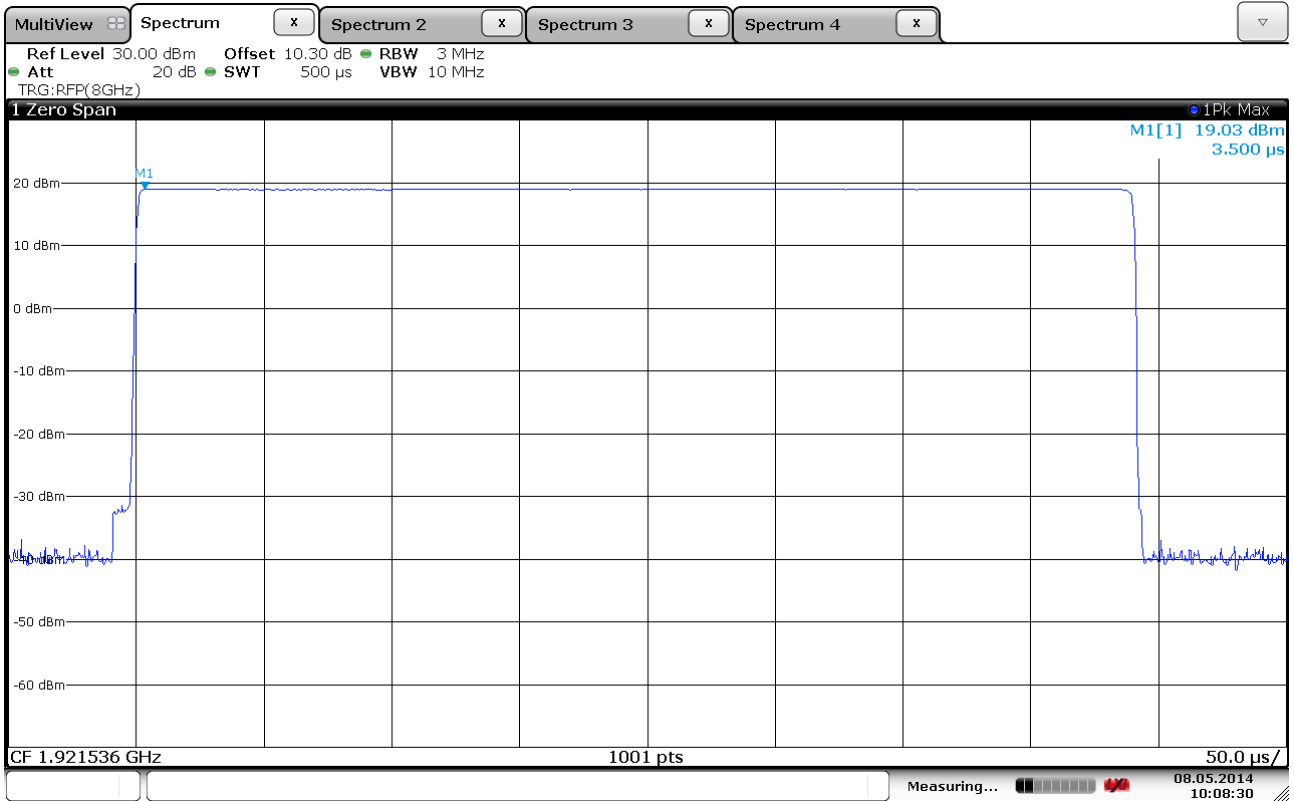 MultiView Spectrum x Spectrum 2 x Spectrum 3 x Spectrum 4 x
Ref Level 30.00 dBm Offset 10.30 dB RBW 3 MHz
Att 20 dB SWT 500 µs VBW 10 MHz
TRG:RFP(8GHz)
1 Zero Span 1Pk Max
M1[1] 19.03 dBm
3.500 µs
M1
20 dBm
10 dBm
0 dBm
-10 dBm
-20 dBm
-30 dBm
-40 dBm
-50 dBm
-60 dBm
CF 1.921536 GHz 1001 pts 50.0 µs/
Measuring... 08.05.2014
10:08:30